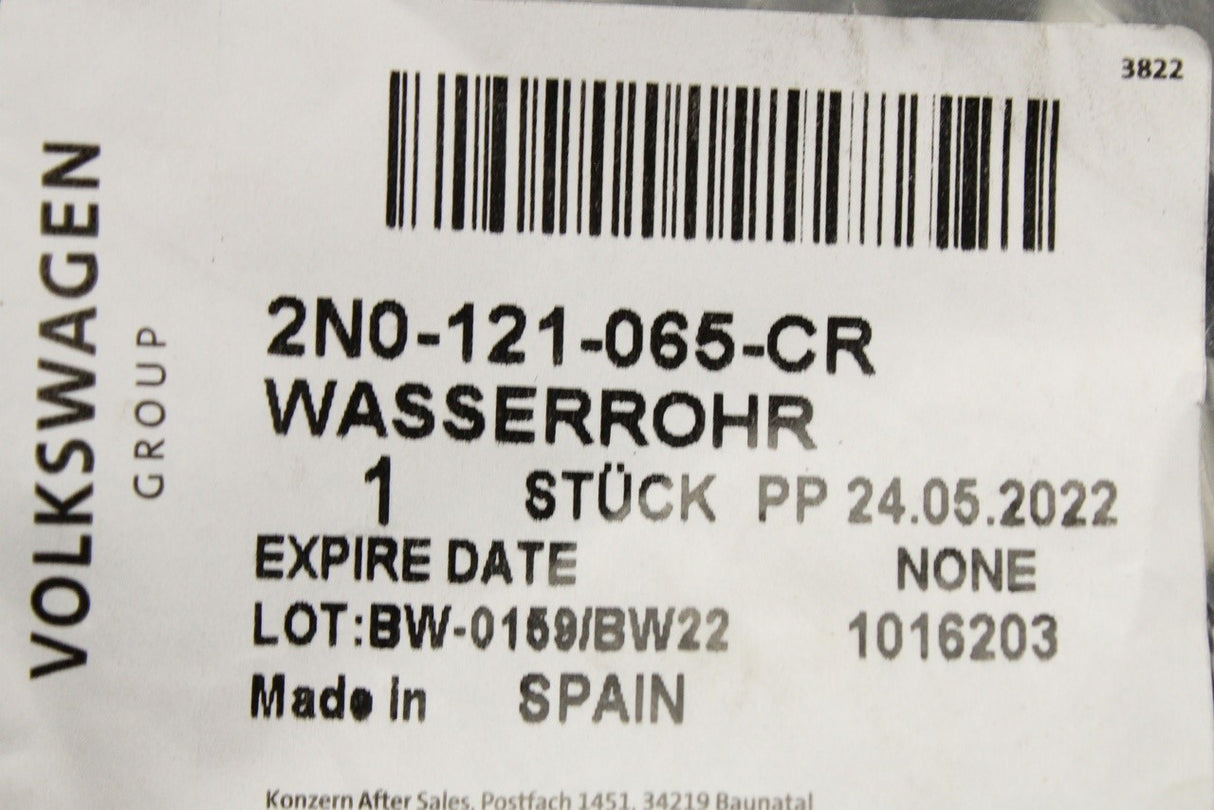 3822
VOLKSWAGEN
GROUP
2N0-121-065-CR
WASSERROHR
1 STÜCK PP 24.05.2022
EXPIRE DATE NONE
LOT:BW-0159/BW22 1016203
Made in SPAIN
Konzern After Sales, Postfach 1451, 34219 Baunatal